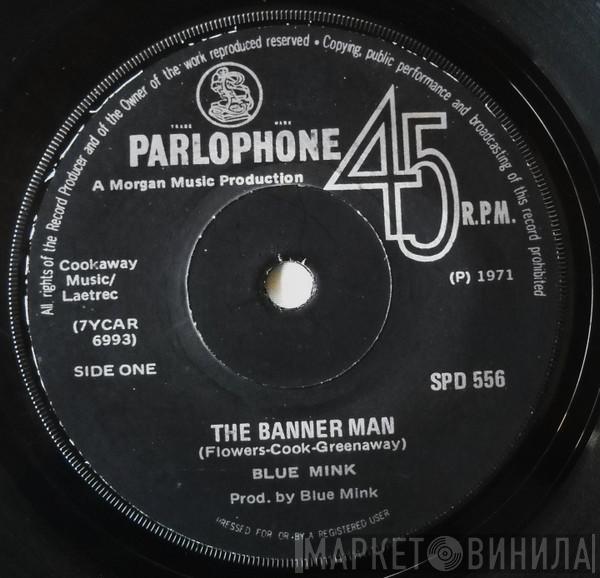 All rights of the Record Producer and of the Owner of the work reproduced reserved • Copying, public performance and broadcasting of this record prohibited
TRADE MARK
PARLOPHONE
45
R.P.M.
A Morgan Music Production
Cookaway
Music/
Laetrec
(P) 1971
(7YCAR
6993)
SIDE ONE
SPD 556
THE BANNER MAN
(Flowers-Cook-Greenaway)
BLUE MINK
Prod. by Blue Mink
PRESSED FOR OR BY A REGISTERED USER
МАРКЕТ ВИНИЛА